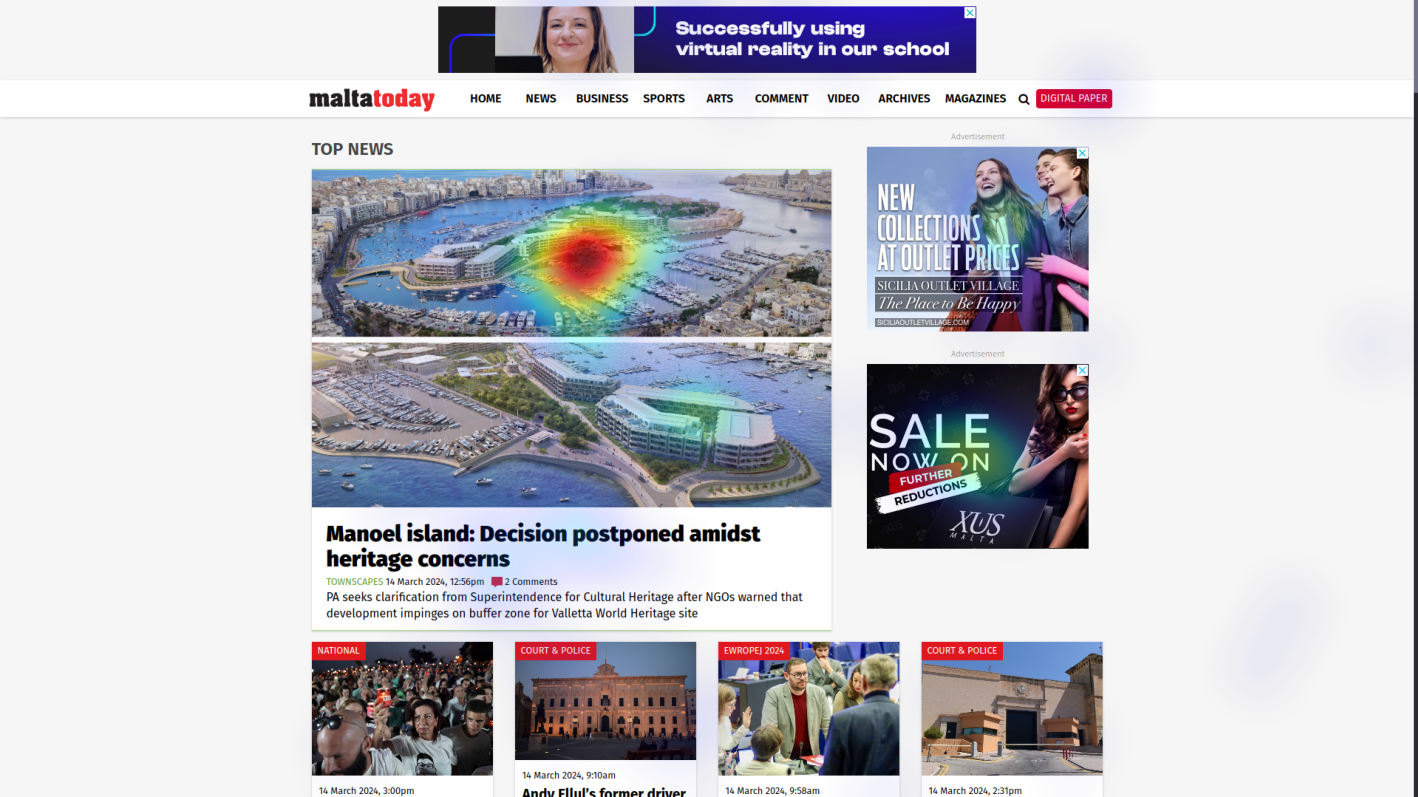 Successfully using
virtual reality in our school
maltatoday
HOME NEWS BUSINESS SPORTS ARTS COMMENT VIDEO ARCHIVES MAGAZINES DIGITAL PAPER
TOP NEWS
Advertisement
NEW
COLLECTIONS
AT OUTLET PRICES
SICILIA OUTLET VILLAGE
The Place to Be Happy
SICILIAOUTLETVILLAGE.COM
Advertisement
SALE
NOW ON
FURTHER
REDUCTIONS
XUS
MALTA
Manoel island: Decision postponed amidst
heritage concerns
TOWNSCAPES 14 March 2024, 12:56pm 2 Comments
PA seeks clarification from Superintendence for Cultural Heritage after NGOs warned that
development impinges on buffer zone for Valletta World Heritage site
NATIONAL
14 March 2024, 3:00pm
COURT & POLICE
14 March 2024, 9:10am
Andy Ellul's former driver
EWROPEJ 2024
14 March 2024, 9:58am
COURT & POLICE
14 March 2024, 2:31pm